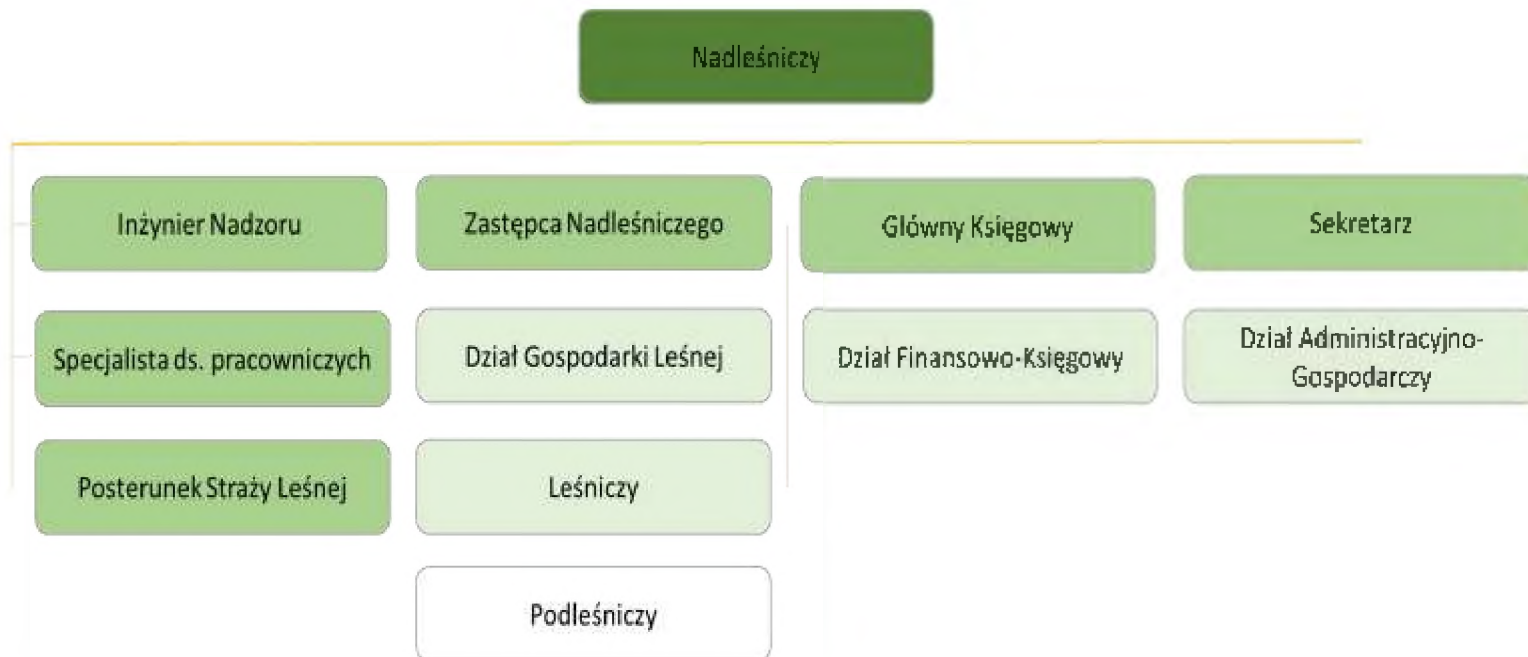 Nadleśniczy
Inżynier Nadzoru
Zastępca Nadleśniczego
Główny Księgowy
Sekretarz
Specjalista ds. pracowniczych
Dział Gospodarki Leśnej
Dział Finansowo-Księgowy
Dział Administracyjno-
Gospodarczy
Posterunek Straży Leśnej
Leśniczy
Podleśniczy